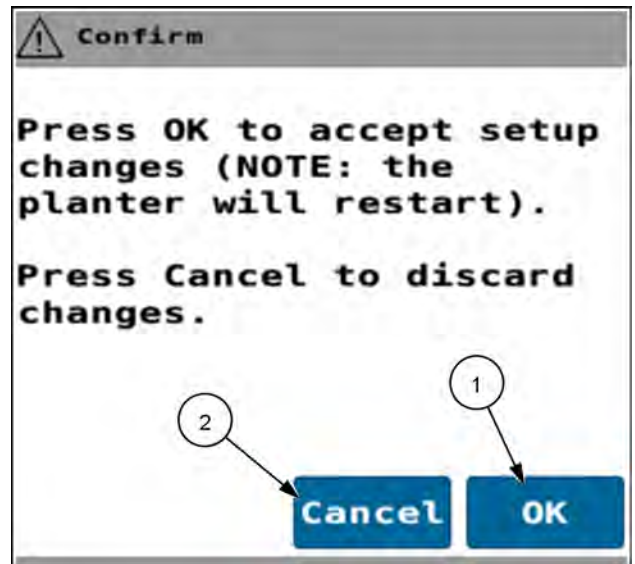 Confirm
Press OK to accept setup
changes (NOTE: the
planter will restart).
Press Cancel to discard
changes.
1
2
Cancel
OK